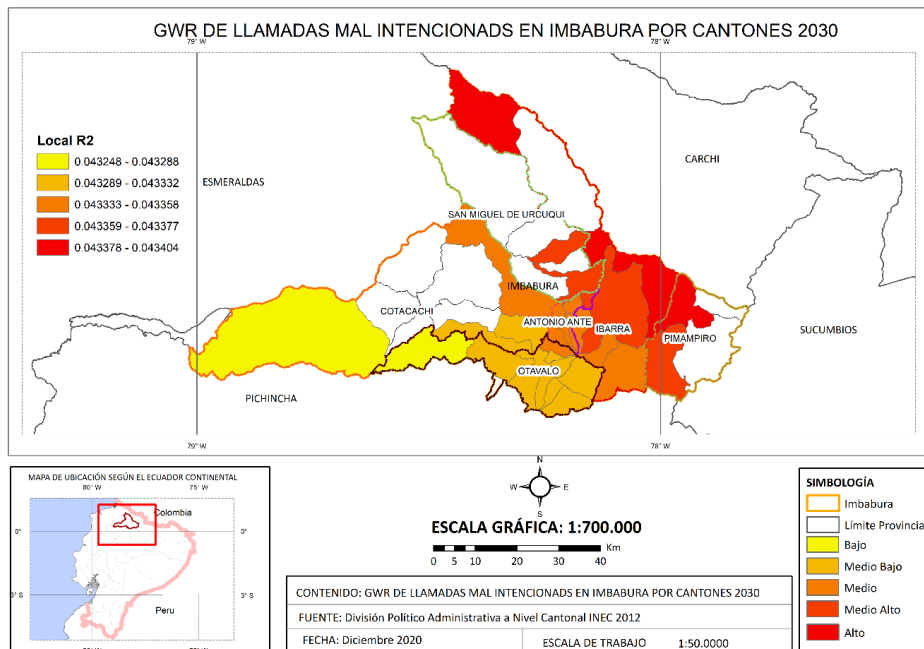 GWR DE LLAMADAS MAL INTENCIONADS EN IMBABURA POR CANTONES 2030
79° W
78° W
Local R2
0.043248 - 0.043288
0.043289 - 0.043332
0.043333 - 0.043358
0.043359 - 0.043377
0.043378 - 0.043404
ESMERALDAS
CARCHI
SAN MIGUEL DE URCUQUI
IMBABURA
COTACACHI
ANTONIO ANTE
IBARRA
PIMAMPIRO
SUCUMBIOS
OTAVALO
PICHINCHA
79° W
78° W
MAPA DE UBICACIÓN SEGÚN EL ECUADOR CONTINENTAL
80° W
75° W
Colombia
0°
0°
3° S
3° S
Peru
N
W
E
S
ESCALA GRÁFICA: 1:700.000
Km
0 5 10 20 30 40
CONTENIDO: GWR DE LLAMADAS MAL INTENCIONADS EN IMBABURA POR CANTONES 2030
FUENTE: División Político Administrativa a Nivel Cantonal INEC 2012
FECHA: Diciembre 2020
ESCALA DE TRABAJO 1:50.0000
SIMBOLOGÍA
Imbabura
Límite Provincia
Bajo
Medio Bajo
Medio
Medio Alto
Alto